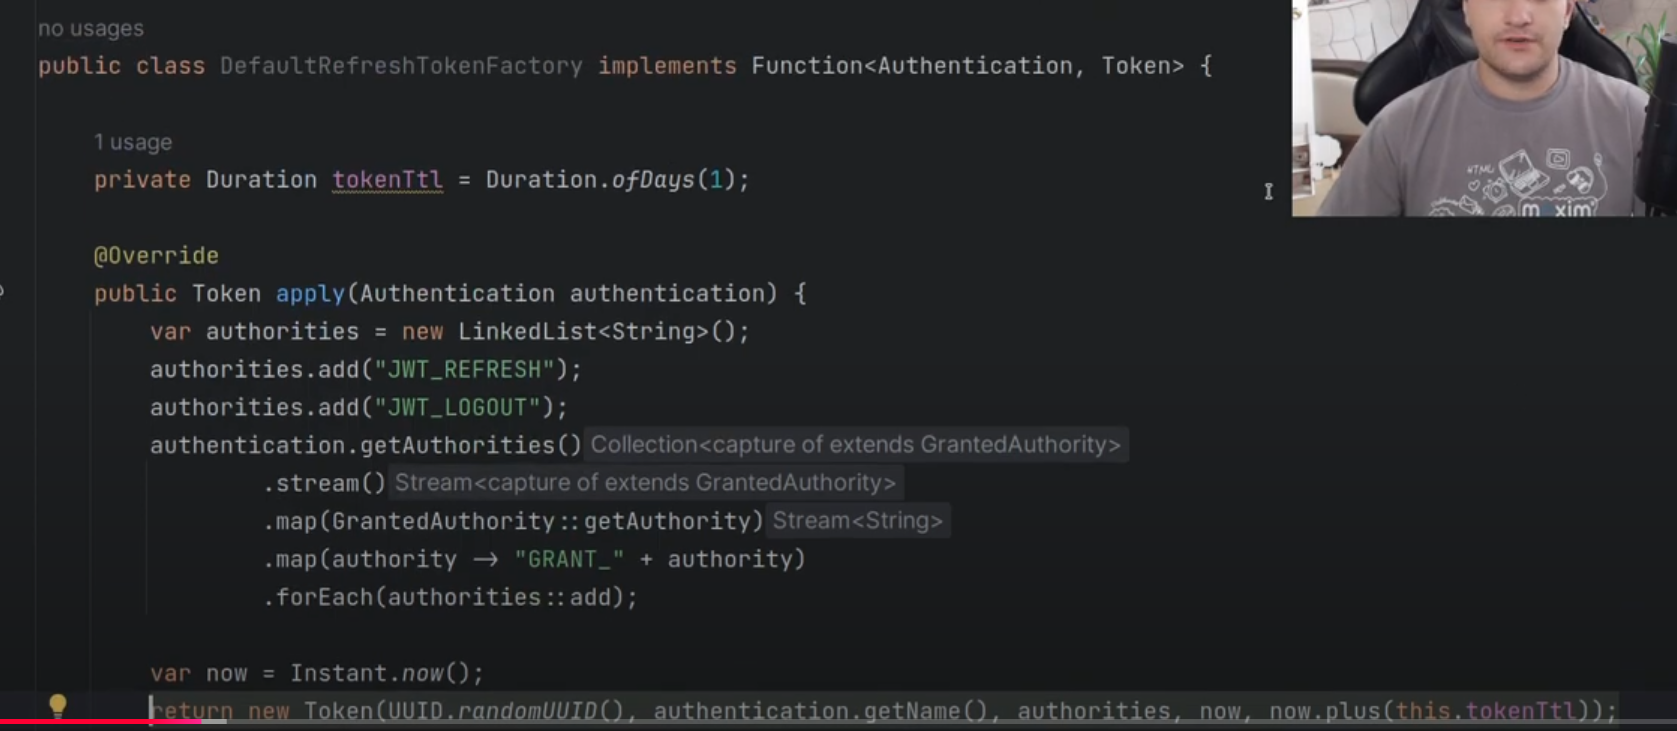 no usages
public class DefaultRefreshTokenFactory implements Function<Authentication, Token> {
1 usage
private Duration tokenTtl = Duration.ofDays(1);
@Override
public Token apply(Authentication authentication) {
var authorities = new LinkedList<String>();
authorities.add("JWT_REFRESH");
authorities.add("JWT_LOGOUT");
authentication.getAuthorities() Collection<capture of extends GrantedAuthority>
.stream() Stream<capture of extends GrantedAuthority>
.map(GrantedAuthority::getAuthority) Stream<String>
.map(authority -> "GRANT_" + authority)
.forEach(authorities::add);
var now = Instant.now();
return new Token(UUID.randomUUID(), authentication.getName(), authorities, now, now.plus(this.tokenTtl));
HTML
maxim